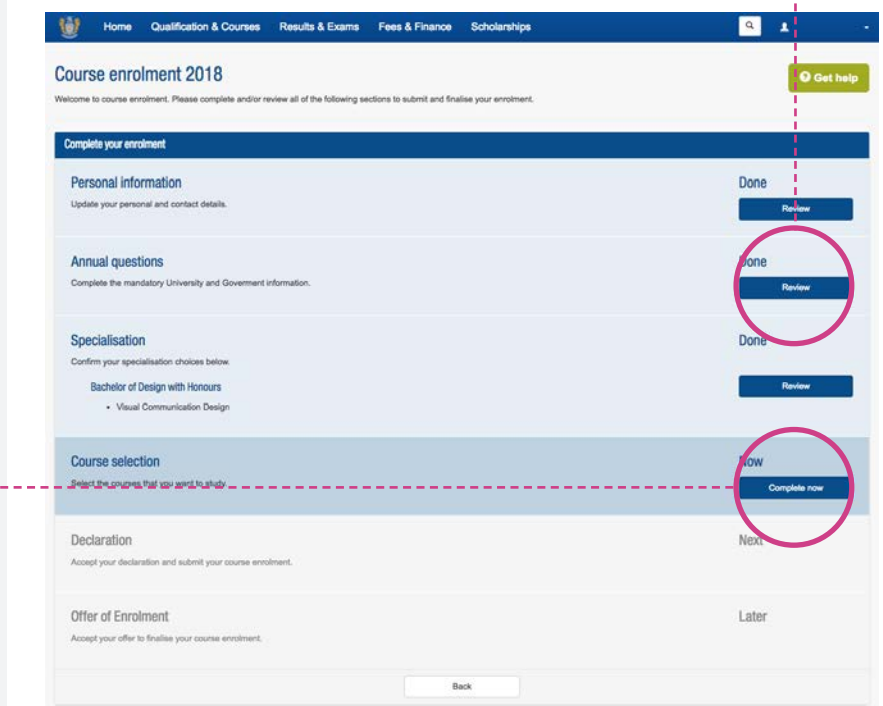 Home Qualification & Courses Results & Exams Fees & Finance Scholarships
Course enrolment 2018
Get help
Welcome to course enrolment. Please complete and/or review all of the following sections to submit and finalise your enrolment.
Complete your enrolment
Personal information Done
Update your personal and contact details.
Review
Annual questions Done
Complete the mandatory University and Goverment information.
Review
Specialisation Done
Confirm your specialisation choices below.
Bachelor of Design with Honours Review
• Visual Communication Design
Course selection Now
Select the courses that you want to study. Complete now
Declaration Next
Accept your declaration and submit your course enrolment.
Offer of Enrolment Later
Accept your offer to finalise your course enrolment.
Back